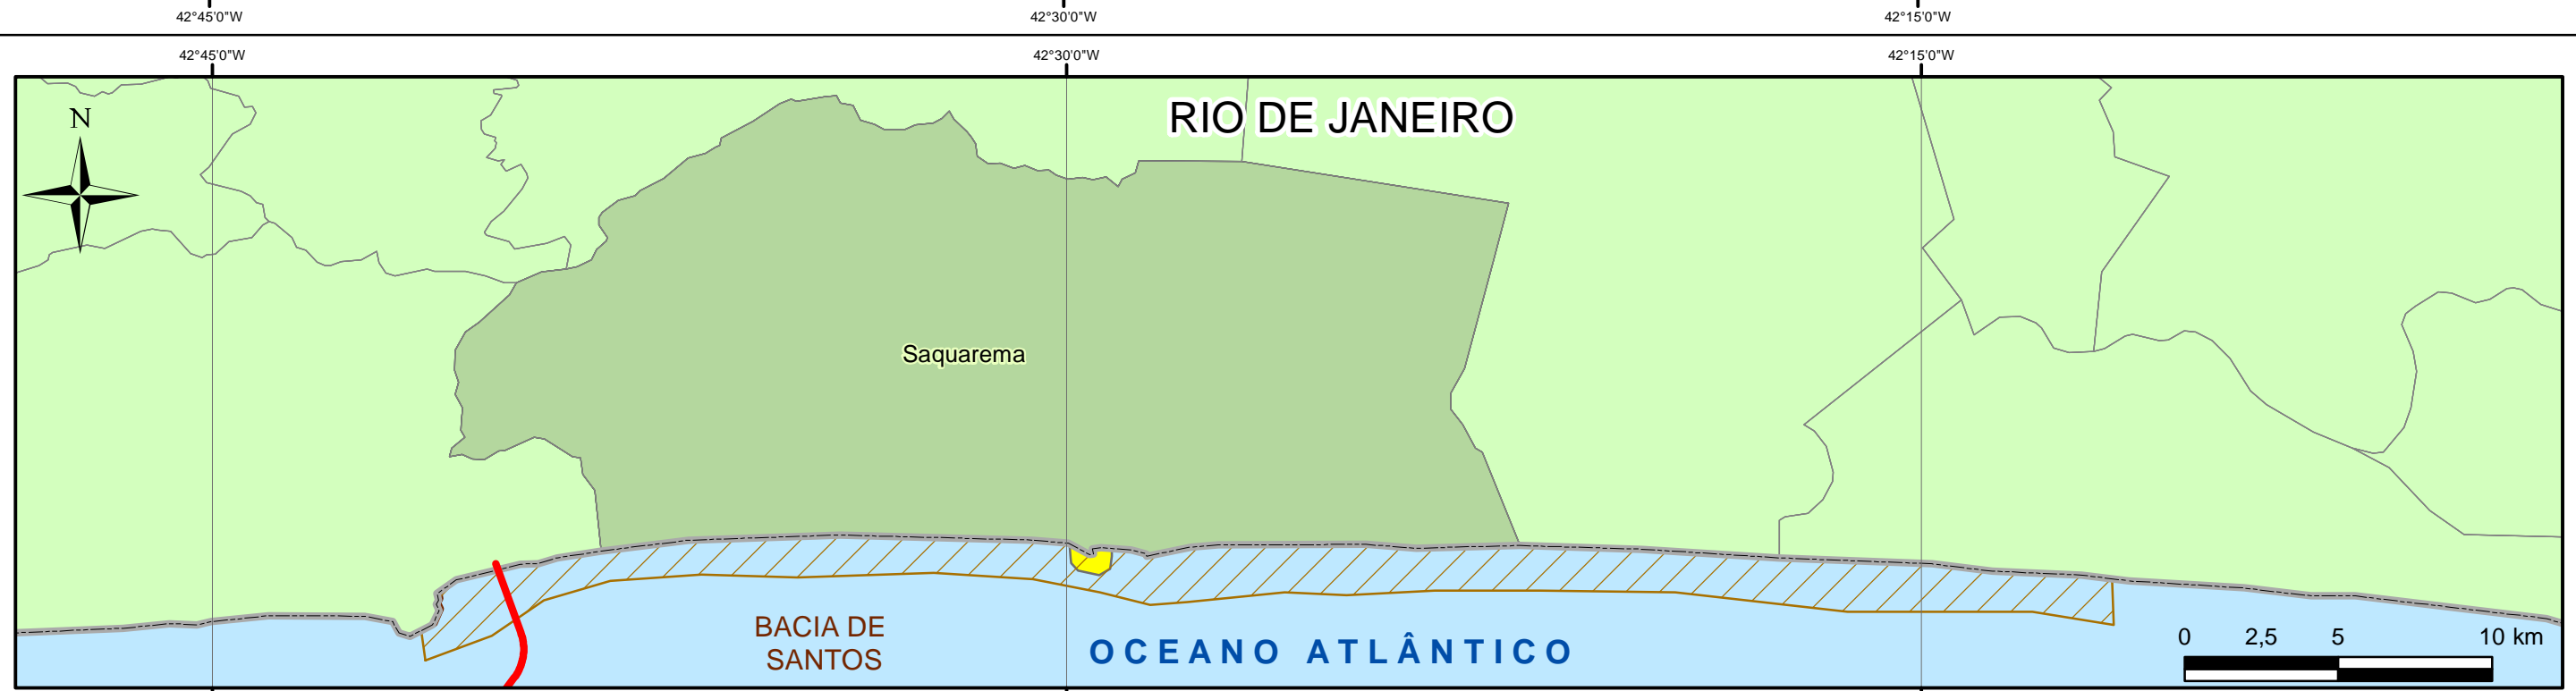 42°45'0"W 42°30'0"W 42°15'0"W
42°45'0"W 42°30'0"W 42°15'0"W
N
RIO DE JANEIRO
Saquarema
BACIA DE
SANTOS
OCEANO ATLÂNTICO
0 2,5 5 10 km